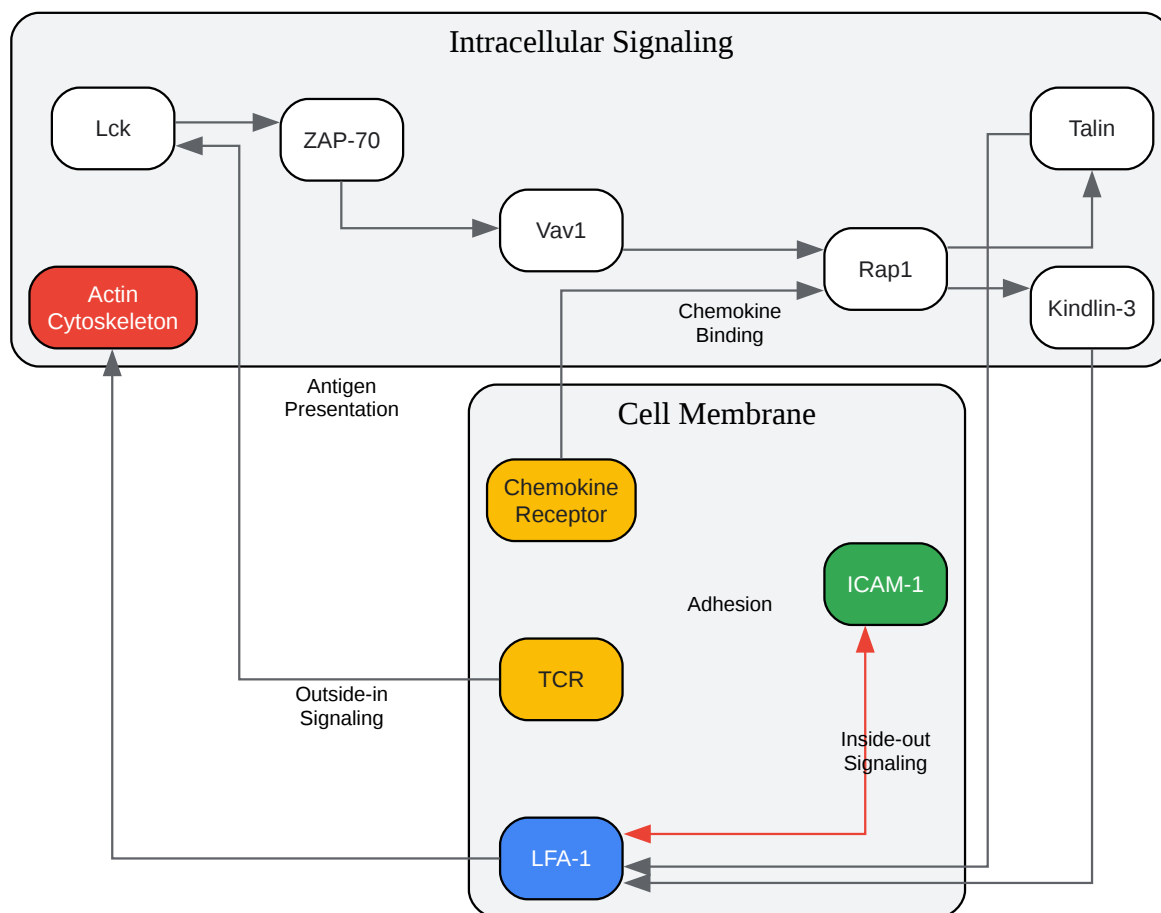 Intracellular Signaling
Lck
ZAP-70
Talin
Vav1
Rap1
Actin
Cytoskeleton
Kindlin-3
Chemokine
Binding
Antigen
Presentation
Cell Membrane
Chemokine
Receptor
ICAM-1
Adhesion
TCR
Outside-in
Signaling
Inside-out
Signaling
LFA-1